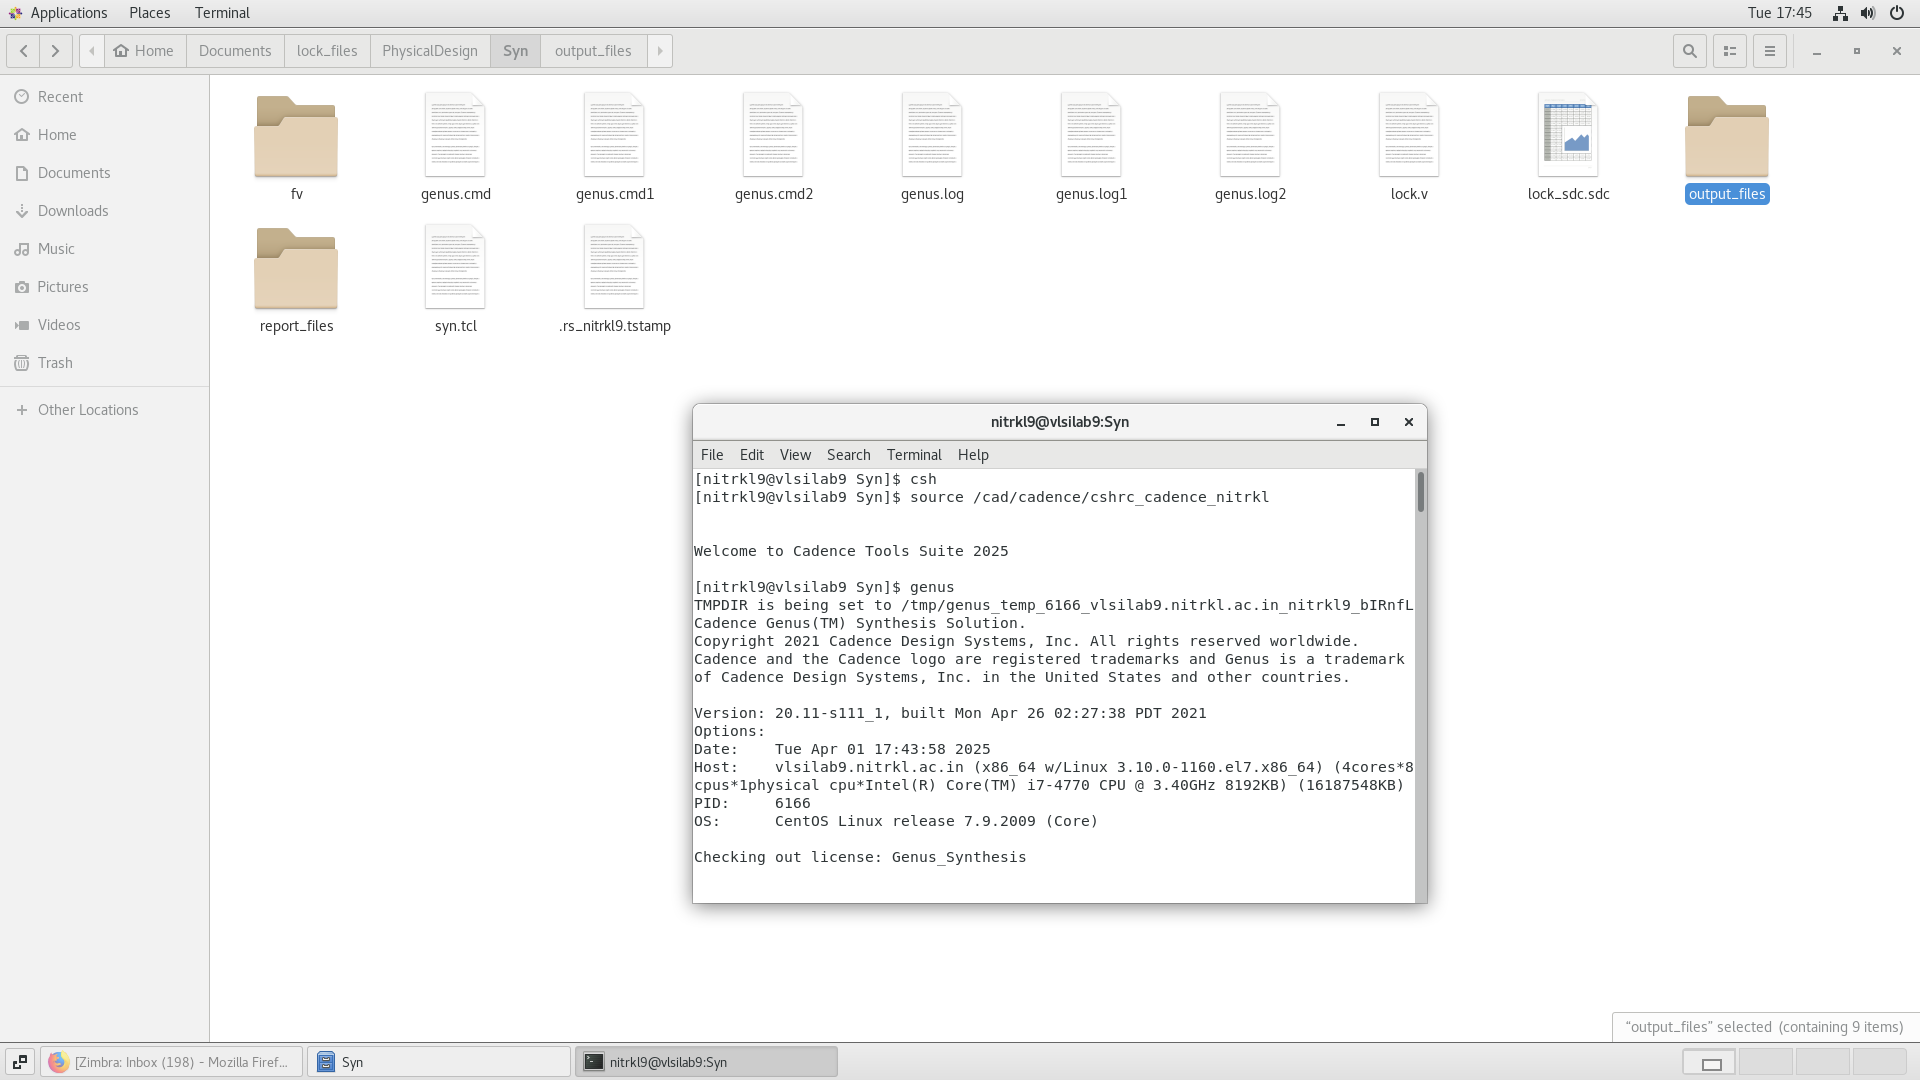 Applications Places Terminal Tue 17:45
Home Documents lock_files PhysicalDesign Syn output_files
Recent
Home
Documents
Downloads
Music
Pictures
Videos
Trash
Other Locations
fv genus.cmd genus.cmd1 genus.cmd2 genus.log genus.log1 genus.log2 lock.v lock_sdc.sdc output_files
report_files syn.tcl .rs_nitrkl9.tstamp
nitrkl9@vlsilab9:Syn
File Edit View Search Terminal Help
[nitrkl9@vlsilab9 Syn]$ csh
[nitrkl9@vlsilab9 Syn]$ source /cad/cadence/cshrc_cadence_nitrkl
Welcome to Cadence Tools Suite 2025
[nitrkl9@vlsilab9 Syn]$ genus
TMPDIR is being set to /tmp/genus_temp_6166_vlsilab9.nitrkl.ac.in_nitrkl9_bIRnfL
Cadence Genus(TM) Synthesis Solution.
Copyright 2021 Cadence Design Systems, Inc. All rights reserved worldwide.
Cadence and the Cadence logo are registered trademarks and Genus is a trademark
of Cadence Design Systems, Inc. in the United States and other countries.
Version: 20.11-s111_1, built Mon Apr 26 02:27:38 PDT 2021
Options:
Date:    Tue Apr 01 17:43:58 2025
Host:    vlsilab9.nitrkl.ac.in (x86_64 w/Linux 3.10.0-1160.el7.x86_64) (4cores*8
cpus*1physical cpu*Intel(R) Core(TM) i7-4770 CPU @ 3.40GHz 8192KB) (16187548KB)
PID:     6166
OS:      CentOS Linux release 7.9.2009 (Core)
Checking out license: Genus_Synthesis
“output_files” selected (containing 9 items)
[Zimbra: Inbox (198) - Mozilla Firef... Syn nitrkl9@vlsilab9:Syn